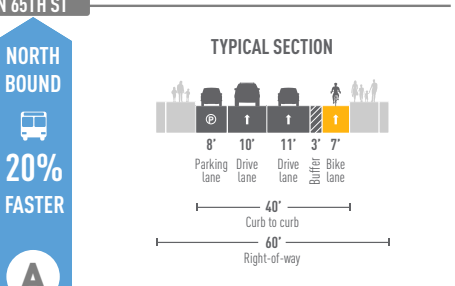 N 65TH ST
NORTH
BOUND
20%
FASTER
A
TYPICAL SECTION
P
8' 10' 11' 3' 7'
Parking lane
Drive lane
Drive lane
Buffer
Bike lane
40'
Curb to curb
60'
Right-of-way